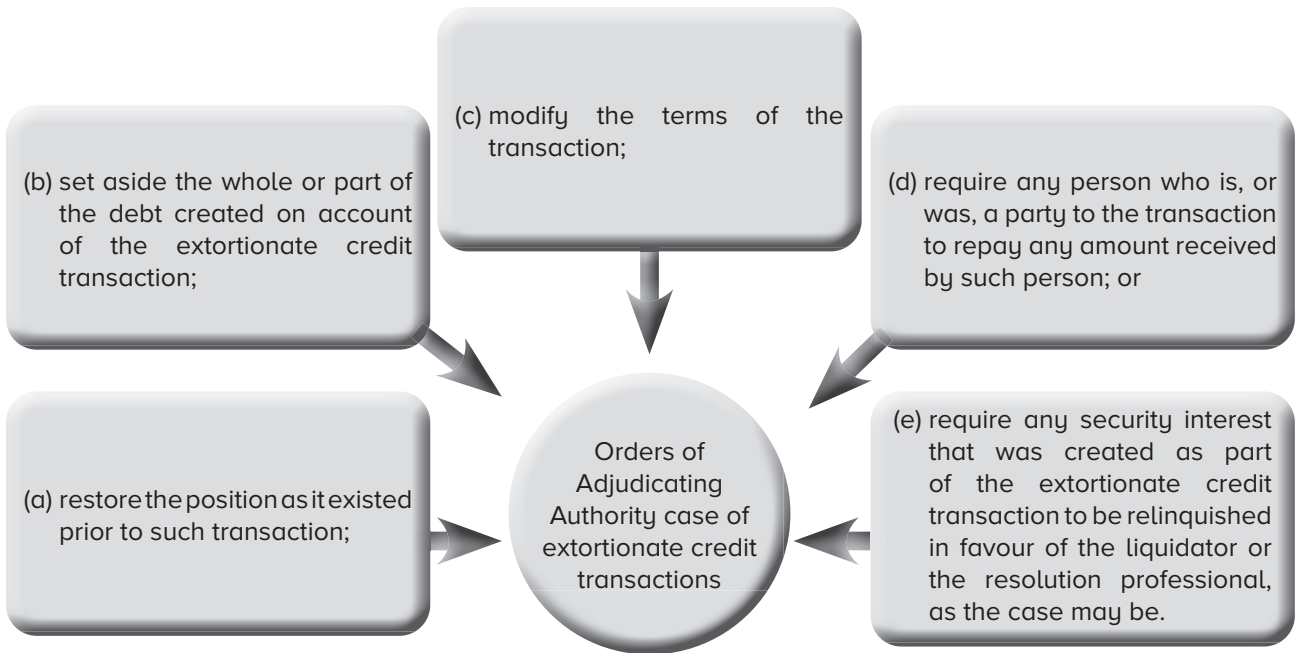 (c) modify the terms of the
transaction;
(b) set aside the whole or part of
the debt created on account
of the extortionate credit
transaction;
(d) require any person who is, or
was, a party to the transaction
to repay any amount received
by such person; or
(a) restore the position as it existed
prior to such transaction;
Orders of
Adjudicating
Authority case of
extortionate credit
transactions
(e) require any security interest
that was created as part
of the extortionate credit
transaction to be relinquished
in favour of the liquidator or
the resolution professional,
as the case may be.